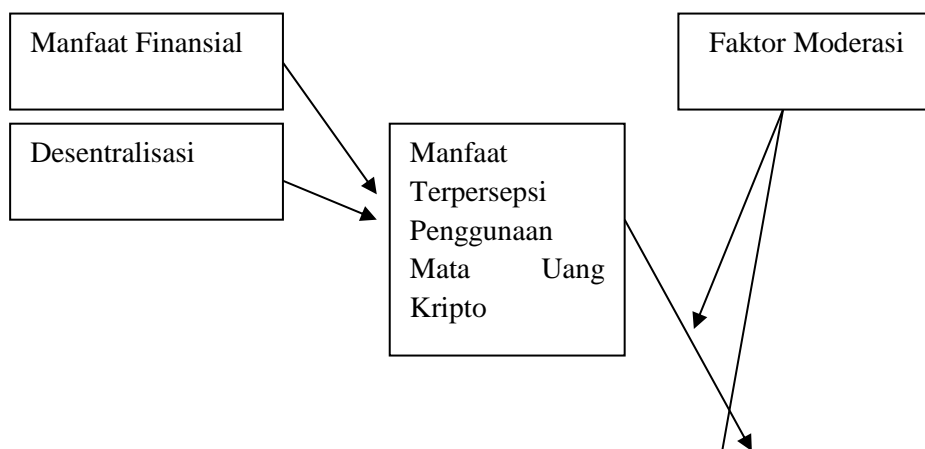 Manfaat Finansial
Faktor Moderasi
Desentralisasi
Manfaat
Terpersepsi
Penggunaan
Mata Uang
Kripto